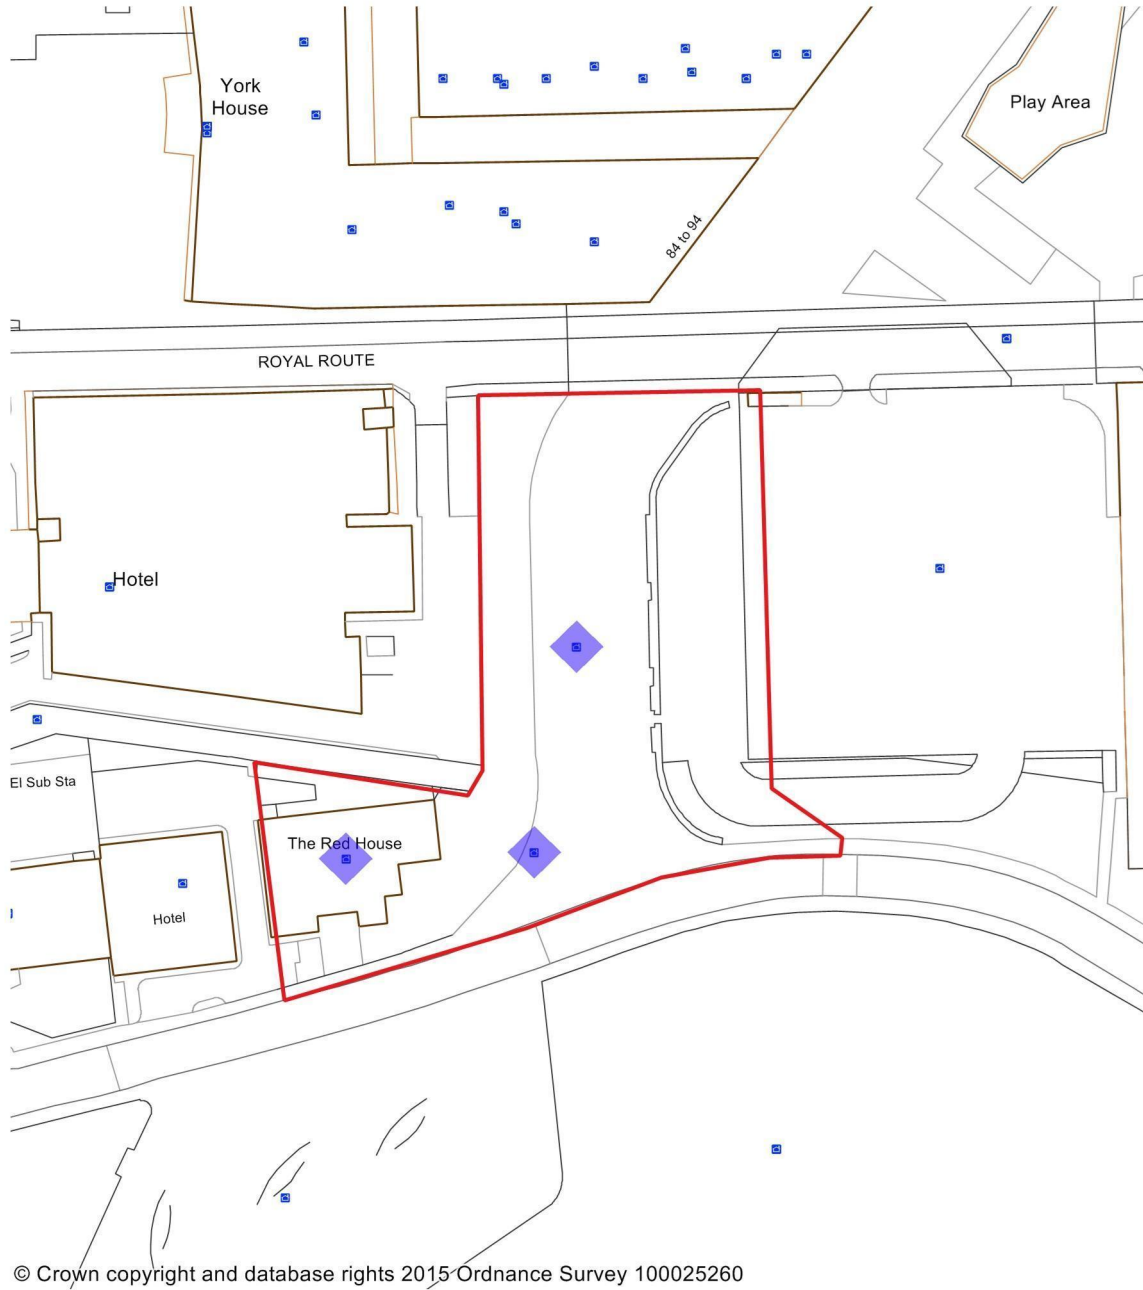 York
House
Play Area
84 to 94
ROYAL ROUTE
Hotel
El Sub Sta
The Red House
Hotel
© Crown copyright and database rights 2015 Ordnance Survey 100025260